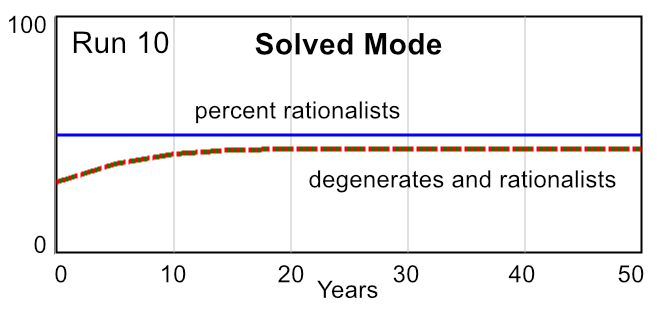 100
Run 10
Solved Mode
percent rationalists
degenerates and rationalists
0
0 10 20 30 40 50
Years